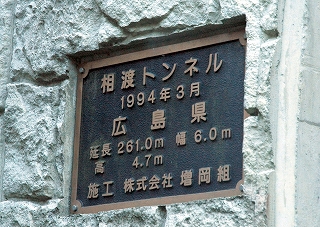 相渡トンネル
1994年3月
広島県
延長 261.0m 幅 6.0m
高 4.7m
施工 株式会社 増岡組